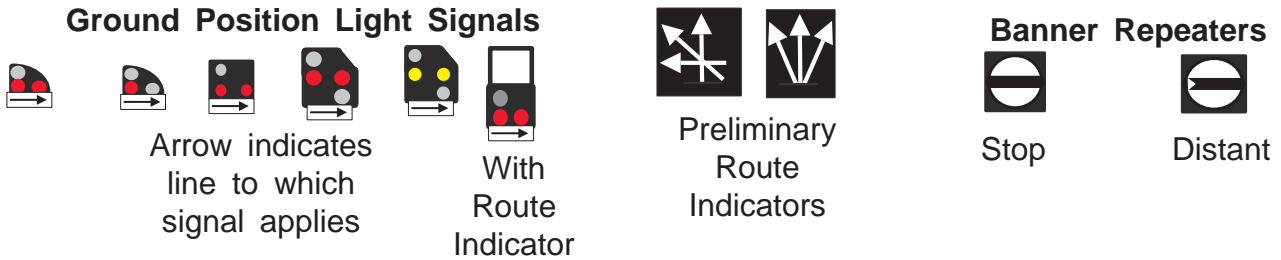 Ground Position Light Signals
Arrow indicates
line to which
signal applies
With
Route
Indicator
Preliminary
Route
Indicators
Banner Repeaters
Stop
Distant